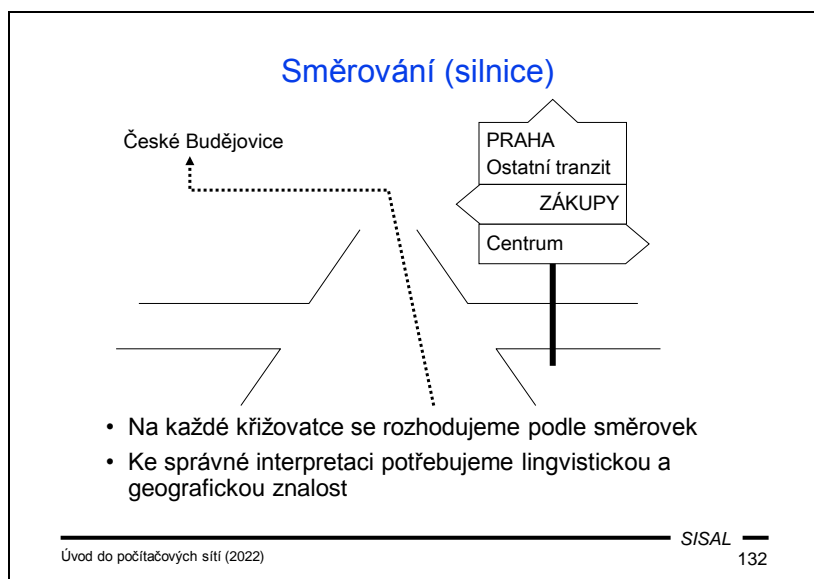 Směrování (silnice)
České Budějovice
PRAHA
Ostatní tranzit
ZÁKUPY
Centrum
• Na každé křižovatce se rozhodujeme podle směrovek
• Ke správné interpretaci potřebujeme lingvistickou a
geografickou znalost
SISAL
Úvod do počítačových sítí (2022)
132